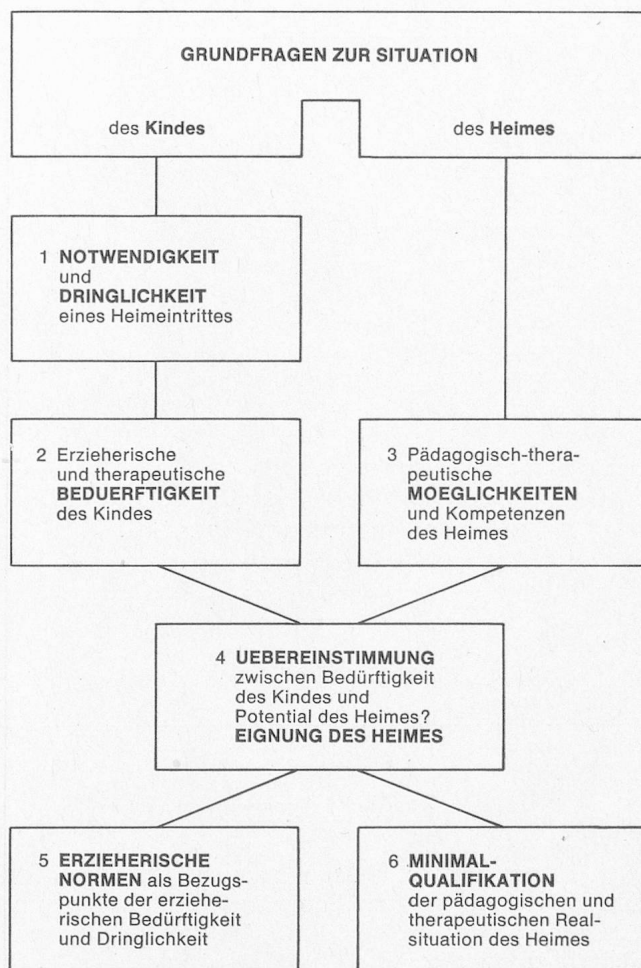 GRUNDFRAGEN ZUR SITUATION
des Kindes
des Heimes
1 NOTWENDIGKEIT
und
DRINGLICHKEIT
eines Heimeintrittes
2 Erzieherische
und therapeutische
BEDUERFTIGKEIT
des Kindes
3 Pädagogisch-thera-
peutische
MOEGLICHKEITEN
und Kompetenzen
des Heimes
4 UEBEREINSTIMMUNG
zwischen Bedürftigkeit
des Kindes und
Potential des Heimes?
EIGNUNG DES HEIMES
5 ERZIEHERISCHE
NORMEN als Bezugs-
punkte der erziehe-
rischen Bedürftigkeit
und Dringlichkeit
6 MINIMAL-
QUALIFIKATION
der pädagogischen und
therapeutischen Real-
situation des Heimes